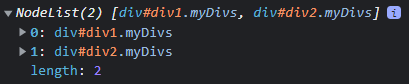 ▼ NodeList(2) [div#div1.myDivs, div#div2.myDivs] i
▶ 0: div#div1.myDivs
▶ 1: div#div2.myDivs
length: 2